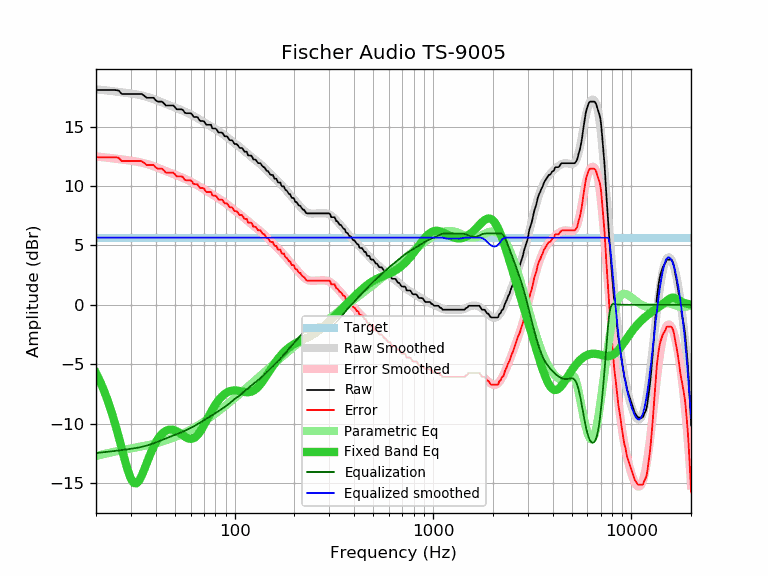 Fischer Audio TS-9005
Amplitude (dBr)
15
10
5
0
−5
−10
−15
Target
Raw Smoothed
Error Smoothed
Raw
Error
Parametric Eq
Fixed Band Eq
Equalization
Equalized smoothed
100
1000
10000
Frequency (Hz)